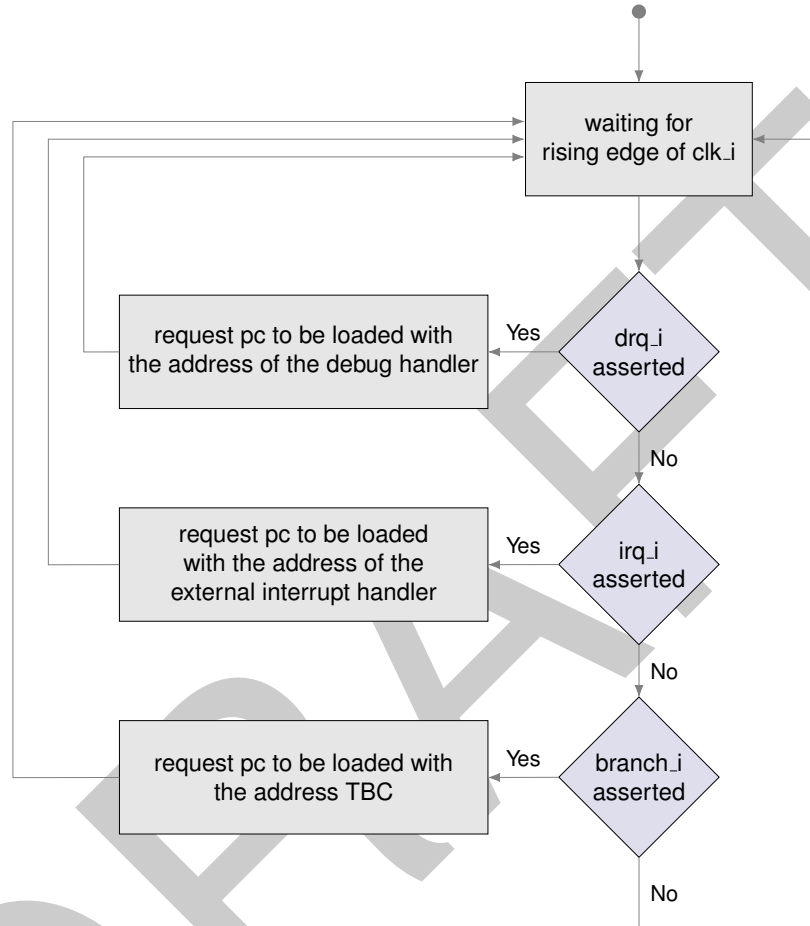 waiting for
rising edge of clk_i
request pc to be loaded with
the address of the debug handler
Yes
drq_i
asserted
No
request pc to be loaded
with the address of the
external interrupt handler
Yes
irq_i
asserted
No
request pc to be loaded with
the address TBC
Yes
branch_i
asserted
No
DRAFT